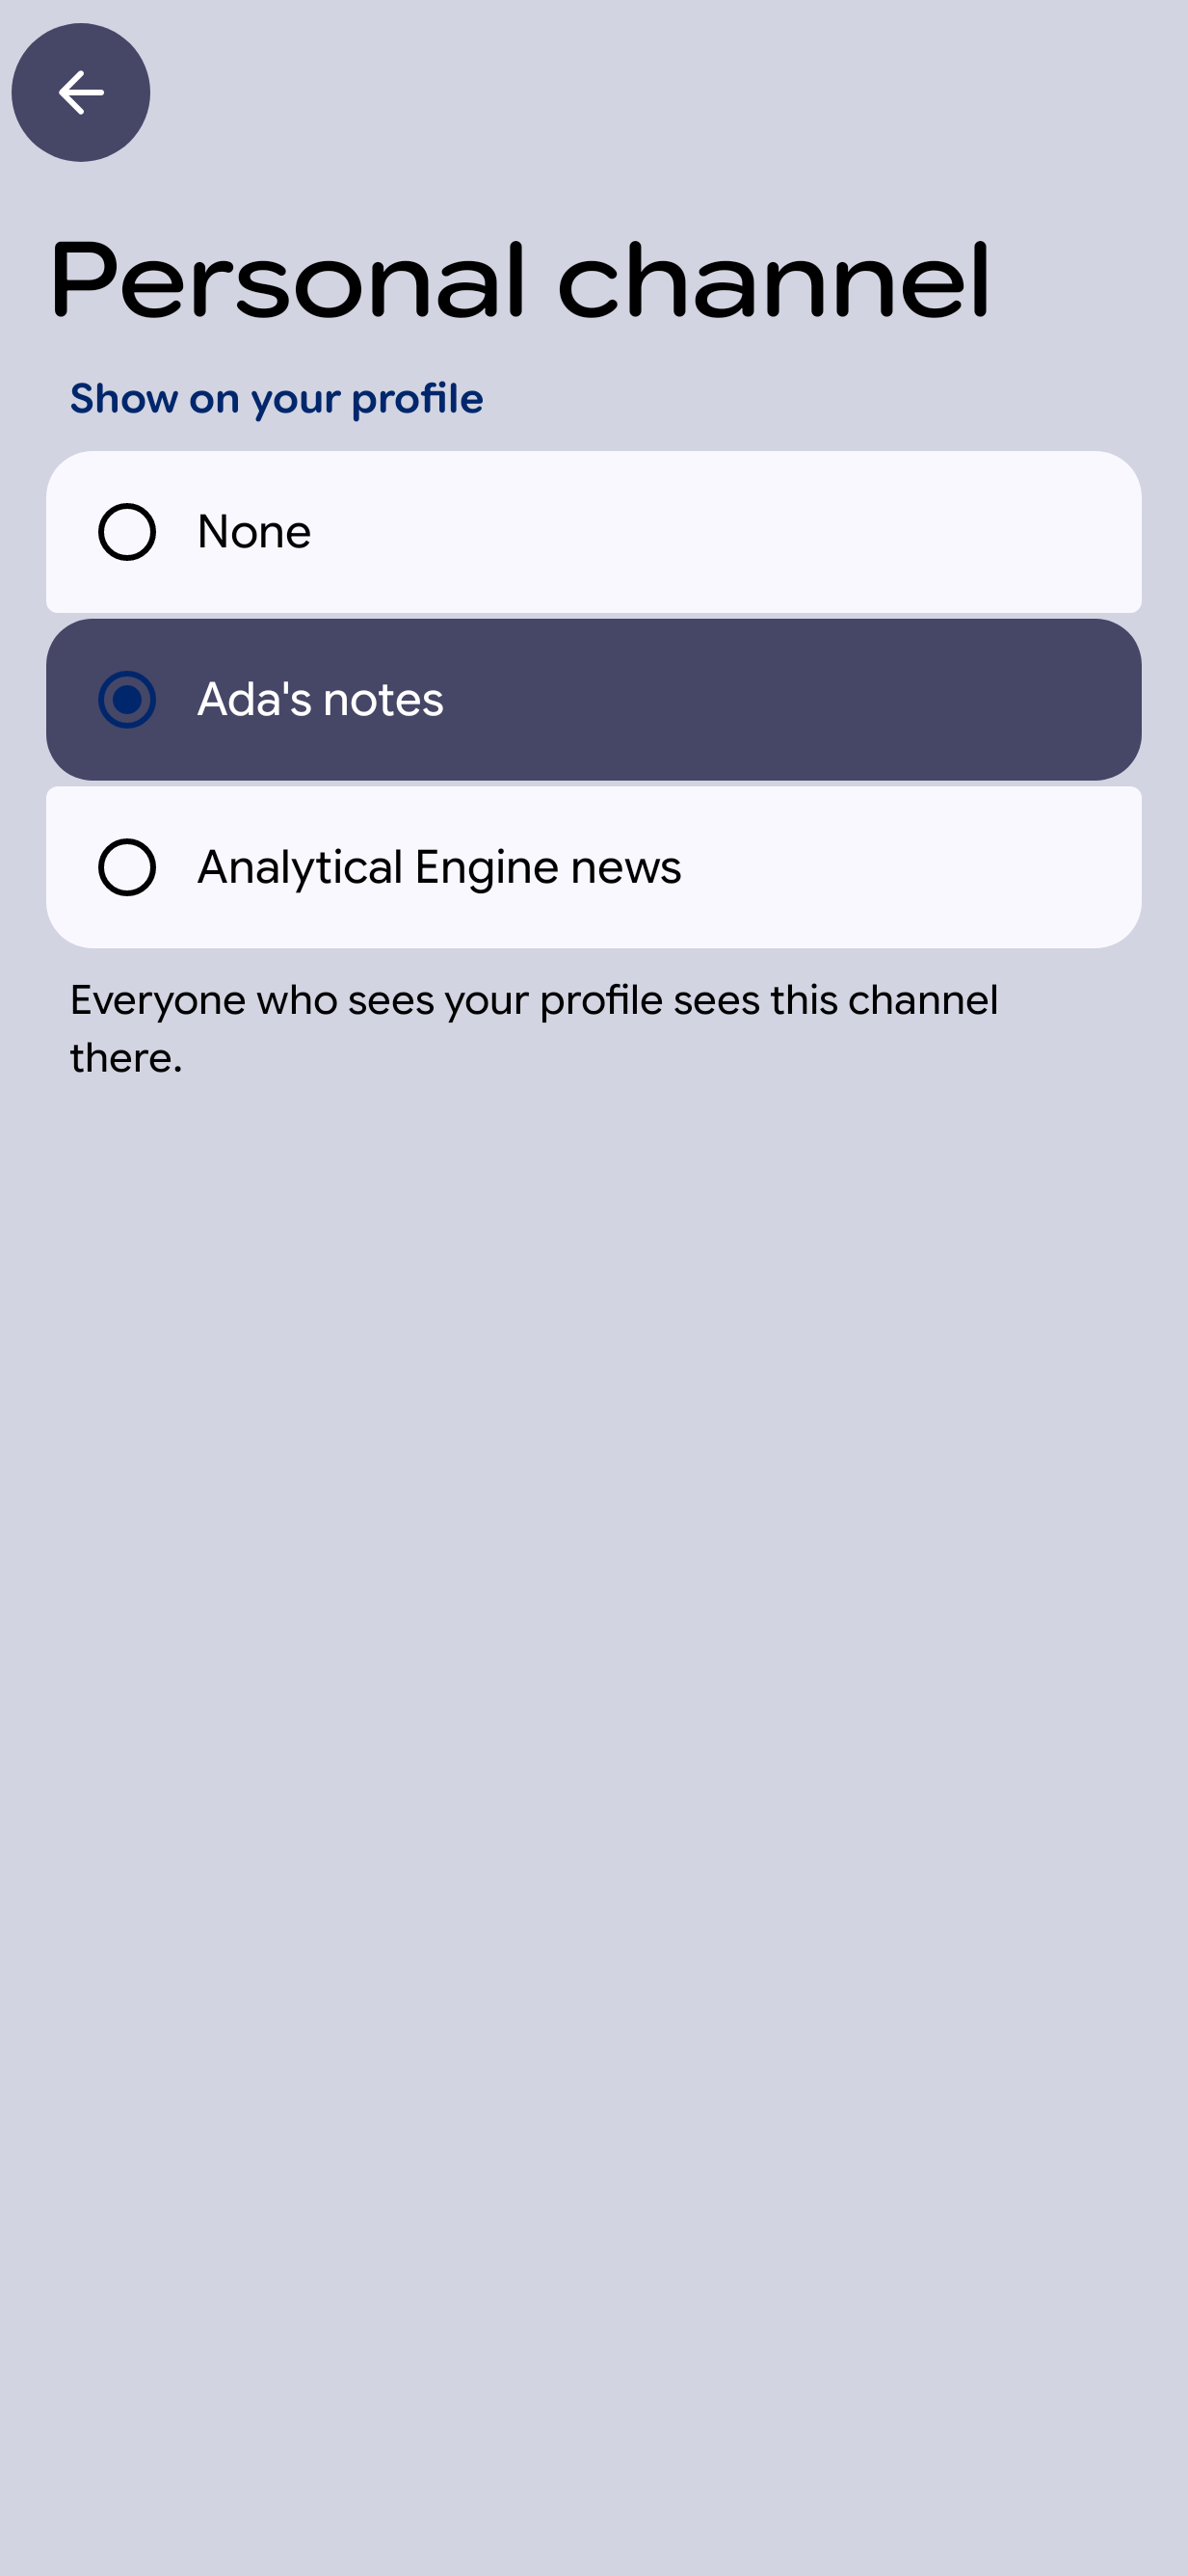 Personal channel
Show on your profile
None
Ada's notes
Analytical Engine news
Everyone who sees your profile sees this channel
there.